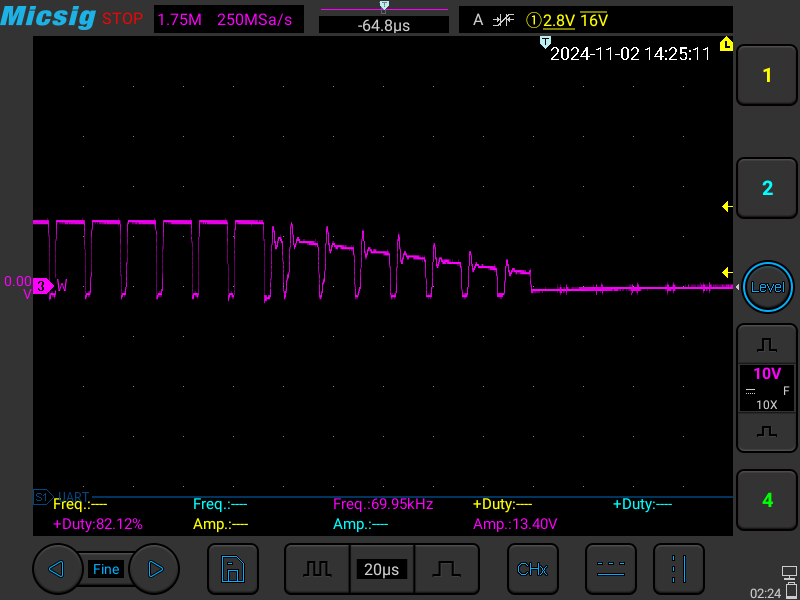 Micsig STOP 1.75M 250MSa/s -64.8μs A ①2.8V 16V
T
T L
2024-11-02 14:25:11
1
2
0.00 V
3 W
Level
10V
F
10X
S1 UART
Freq.:---- Freq.:---- Freq.:69.95kHz +Duty:---- +Duty:----
+Duty:82.12% Amp.:---- Amp.:---- Amp.:13.40V
4
Fine 20μs CHx
02:24